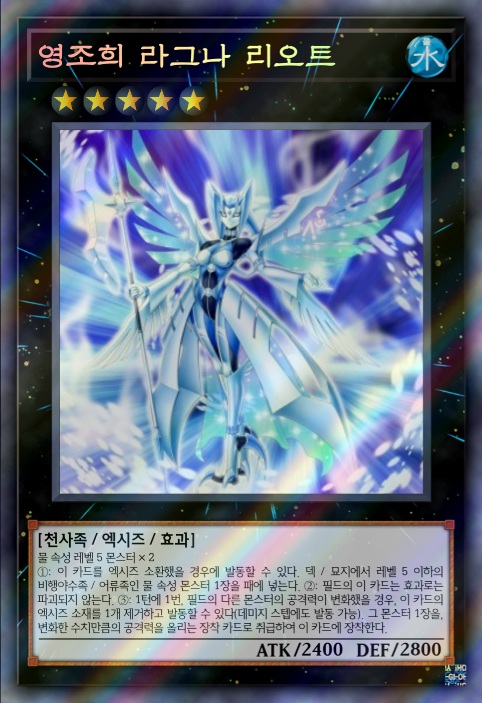 영조희 라그나 리오트
水
[천사족 / 엑시즈 / 효과]
물 속성 레벨 5 몬스터 × 2
①: 이 카드를 엑시즈 소환했을 경우에 발동할 수 있다. 덱 / 묘지에서 레벨 5 이하의
비행야수족 / 어류족인 물 속성 몬스터 1장을 패에 넣는다. ②: 필드의 이 카드는 효과로는
파괴되지 않는다. ③: 1턴에 1번, 필드의 다른 몬스터의 공격력이 변화했을 경우, 이 카드의
엑시즈 소재를 1개 제거하고 발동할 수 있다(데미지 스텝에도 발동 가능). 그 몬스터 1장을,
변화한 수치만큼의 공격력을 올리는 장착 카드로 취급하여 이 카드에 장착한다.
ATK/2400 DEF/2800